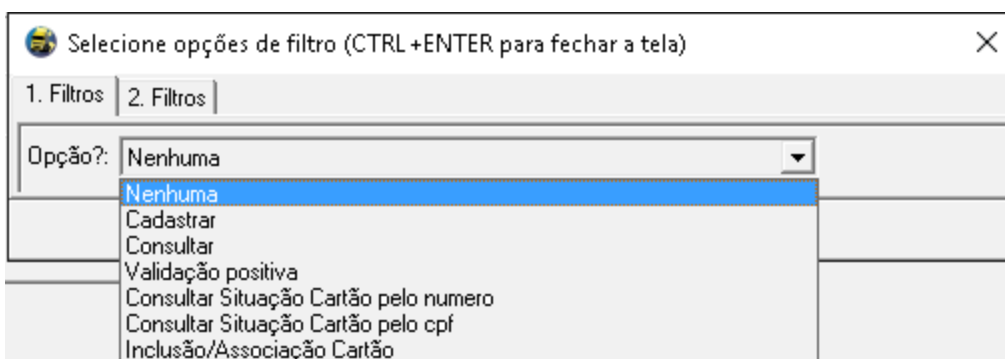 Selecione opções de filtro (CTRL +ENTER para fechar a tela)
1. Filtros 2. Filtros
Opção?: Nenhuma
Nenhuma
Cadastrar
Consultar
Validação positiva
Consultar Situação Cartão pelo numero
Consultar Situação Cartão pelo cpf
Inclusão/Associação Cartão